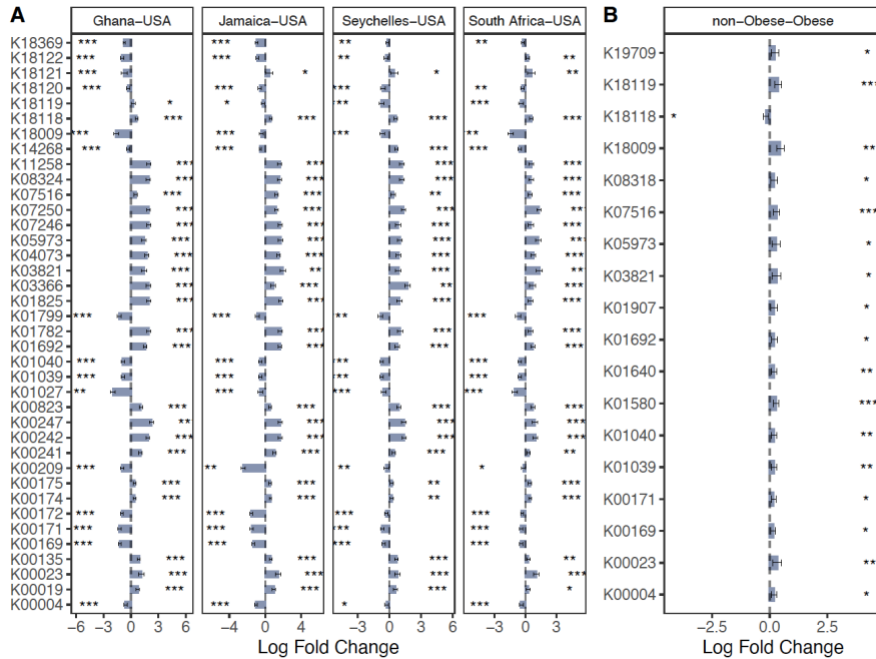 A
Ghana−USA Jamaica−USA Seychelles−USA South Africa−USA
K18369 *** *** ** **
K18122 *** *** ** **
K18121 *** * * **
K18120 *** *** *** **
K18119 * * *** ***
K18118 *** *** *** ***
K18009 *** *** *** **
K14268 *** *** *** ***
K11258 *** *** *** ***
K08324 *** *** *** ***
K07516 *** *** ** ***
K07250 *** *** *** **
K07246 *** *** *** ***
K05973 *** *** *** ***
K04073 *** *** *** ***
K03821 *** ** *** **
K03366 *** *** ** ***
K01825 *** *** *** ***
K01799 *** *** ** ***
K01782 *** *** *** ***
K01692 *** *** *** ***
K01040 *** *** *** ***
K01039 *** *** *** ***
K01027 ** *** *** ***
K00823 *** *** *** ***
K00247 ** *** *** ***
K00242 *** *** *** ***
K00241 *** *** *** **
K00209 *** ** ** *
K00175 *** *** ** ***
K00174 *** *** ** ***
K00172 *** *** *** ***
K00171 *** *** *** ***
K00169 *** *** *** ***
K00135 *** *** *** **
K00023 *** *** *** ***
K00019 *** *** *** *
K00004 *** *** * ***
−6 −3 0 3 6 −4 0 4 −6 −3 0 3 6 −4 0 4
Log Fold Change
B
non−Obese−Obese
K19709 *
K18119 ***
K18118 *
K18009 **
K08318 *
K07516 ***
K05973 *
K03821 *
K01907 *
K01692 *
K01640 **
K01580 ***
K01040 **
K01039 **
K00171 *
K00169 *
K00023 **
K00004 *
−2.5 0.0 2.5
Log Fold Change